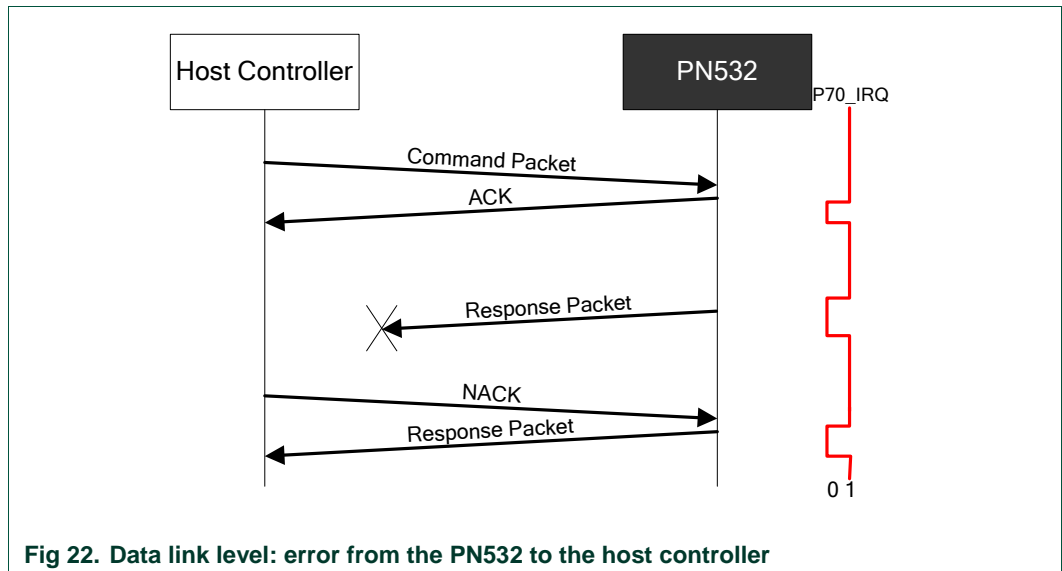 Host Controller
PN532
P70_IRQ
Command Packet
ACK
Response Packet
NACK
Response Packet
0 1
Fig 22. Data link level: error from the PN532 to the host controller